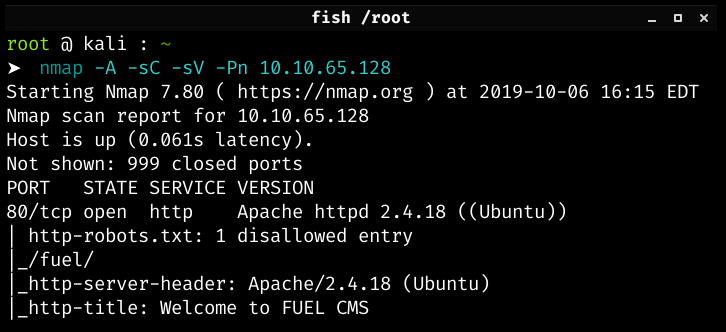 fish /root
root @ kali : ~
➤ nmap -A -sC -sV -Pn 10.10.65.128
Starting Nmap 7.80 ( https://nmap.org ) at 2019-10-06 16:15 EDT
Nmap scan report for 10.10.65.128
Host is up (0.061s latency).
Not shown: 999 closed ports
PORT   STATE SERVICE VERSION
80/tcp open  http    Apache httpd 2.4.18 ((Ubuntu))
| http-robots.txt: 1 disallowed entry
|_/fuel/
|_http-server-header: Apache/2.4.18 (Ubuntu)
|_http-title: Welcome to FUEL CMS